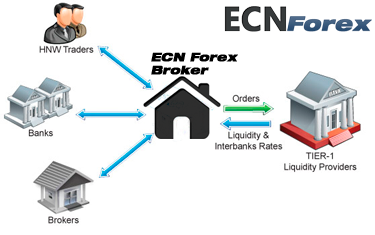 ECNForex
HNW Traders
ECN Forex
Broker
Orders
Banks
Liquidity &
Interbanks Rates
TIER-1
Liquidity Providers
Brokers